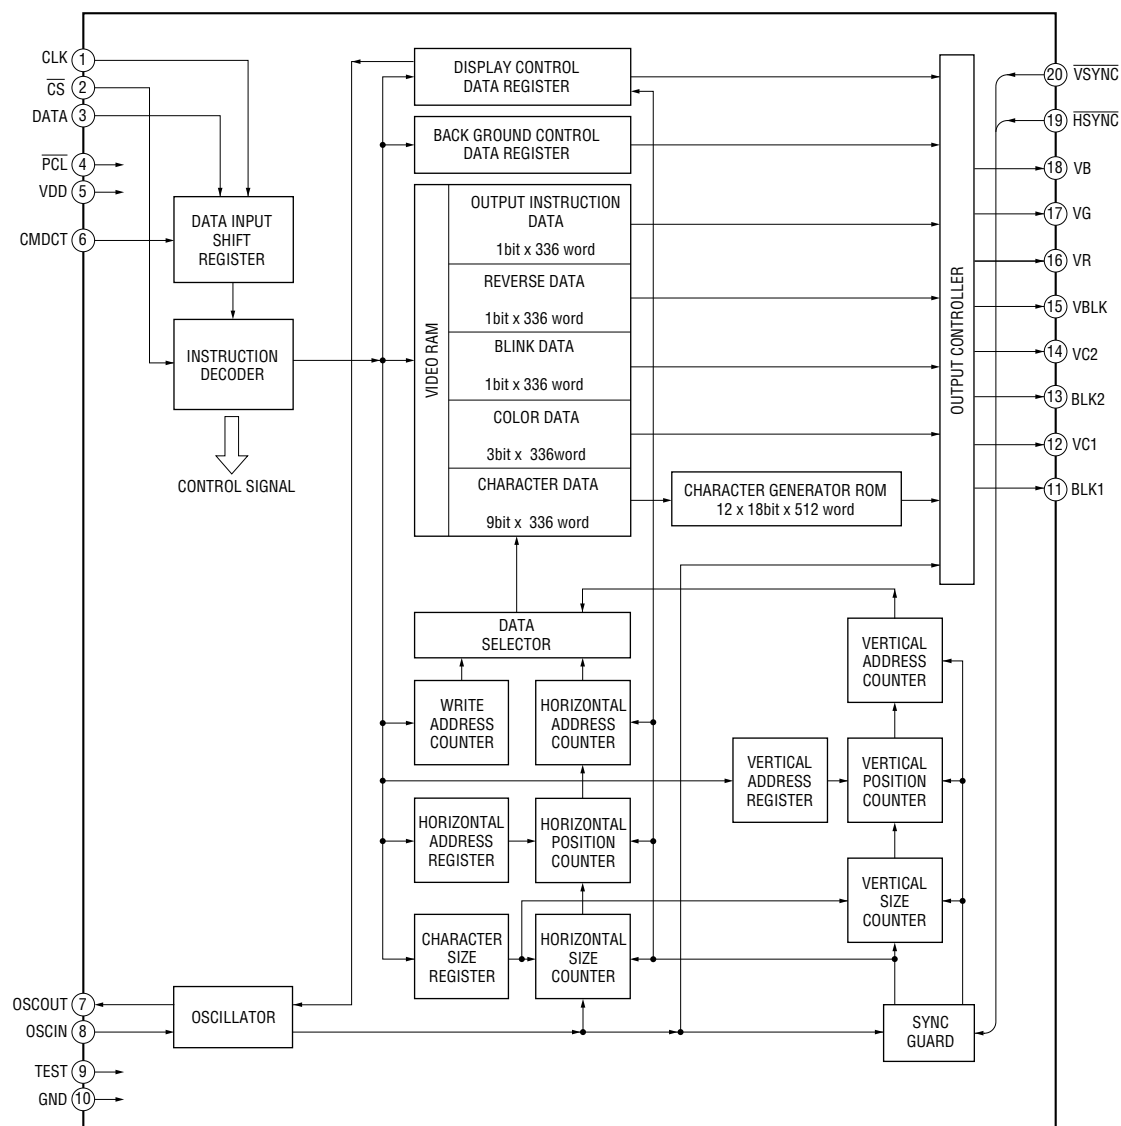 CLK 1
CS 2
DATA 3
PCL 4
VDD 5
CMDCT 6
OSCOUT 7
OSCIN 8
TEST 9
GND 10
DATA INPUT
SHIFT
REGISTER
INSTRUCTION
DECODER
CONTROL SIGNAL
OSCILLATOR
DISPLAY CONTROL
DATA REGISTER
BACK GROUND CONTROL
DATA REGISTER
VIDEO RAM
OUTPUT INSTRUCTION
DATA
1bit x 336 word
REVERSE DATA
1bit x 336 word
BLINK DATA
1bit x 336 word
COLOR DATA
3bit x 336word
CHARACTER DATA
9bit x 336 word
CHARACTER GENERATOR ROM
12 x 18bit x 512 word
DATA
SELECTOR
WRITE
ADDRESS
COUNTER
HORIZONTAL
ADDRESS
COUNTER
HORIZONTAL
ADDRESS
REGISTER
HORIZONTAL
POSITION
COUNTER
CHARACTER
SIZE
REGISTER
HORIZONTAL
SIZE
COUNTER
VERTICAL
ADDRESS
COUNTER
VERTICAL
ADDRESS
REGISTER
VERTICAL
POSITION
COUNTER
VERTICAL
SIZE
COUNTER
SYNC
GUARD
OUTPUT CONTROLLER
20 VSYNC
19 HSYNC
18 VB
17 VG
16 VR
15 VBLK
14 VC2
13 BLK2
12 VC1
11 BLK1